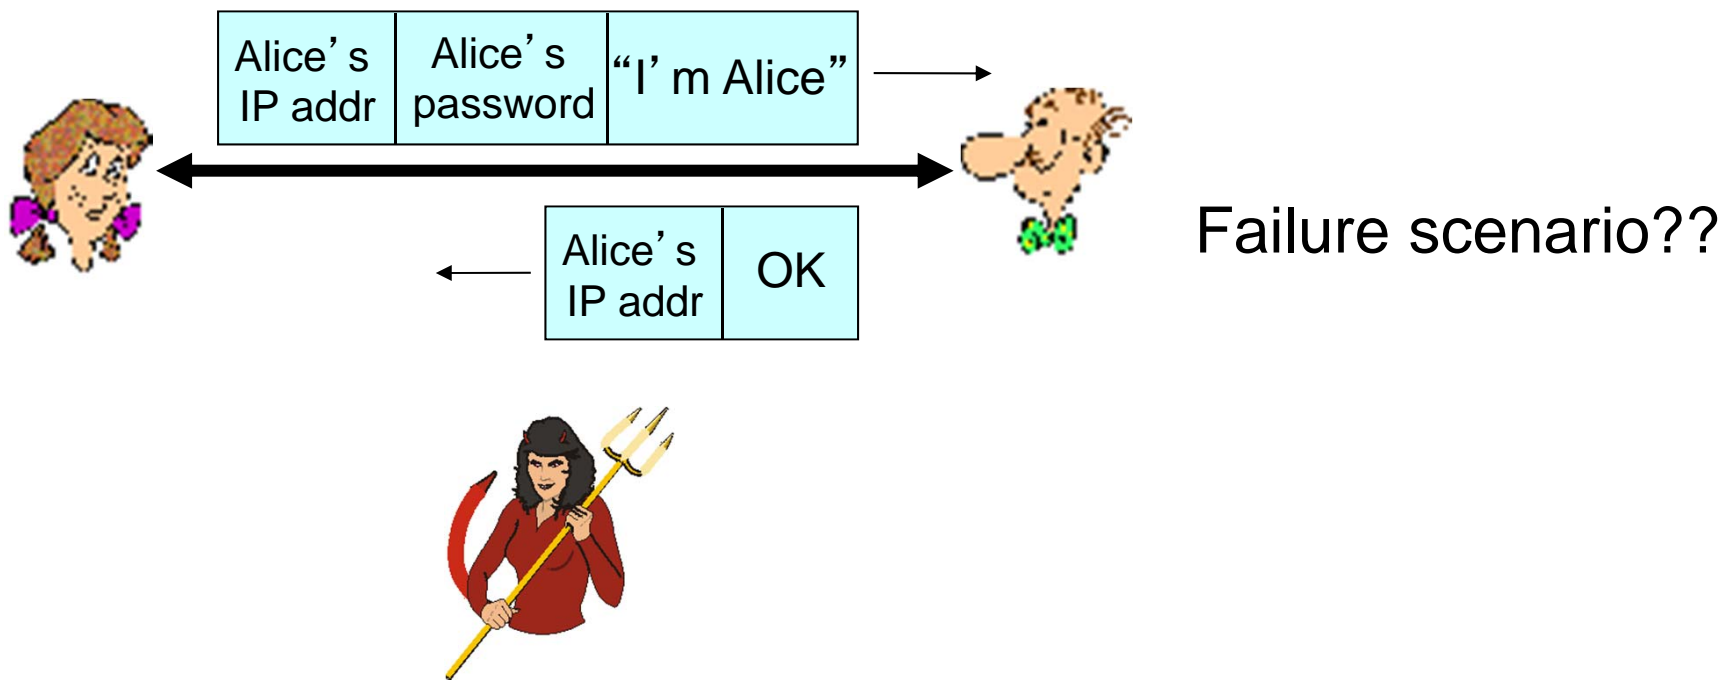 Alice’s
IP addr
Alice’s
password
“I’m Alice”
Alice’s
IP addr
OK
Failure scenario??